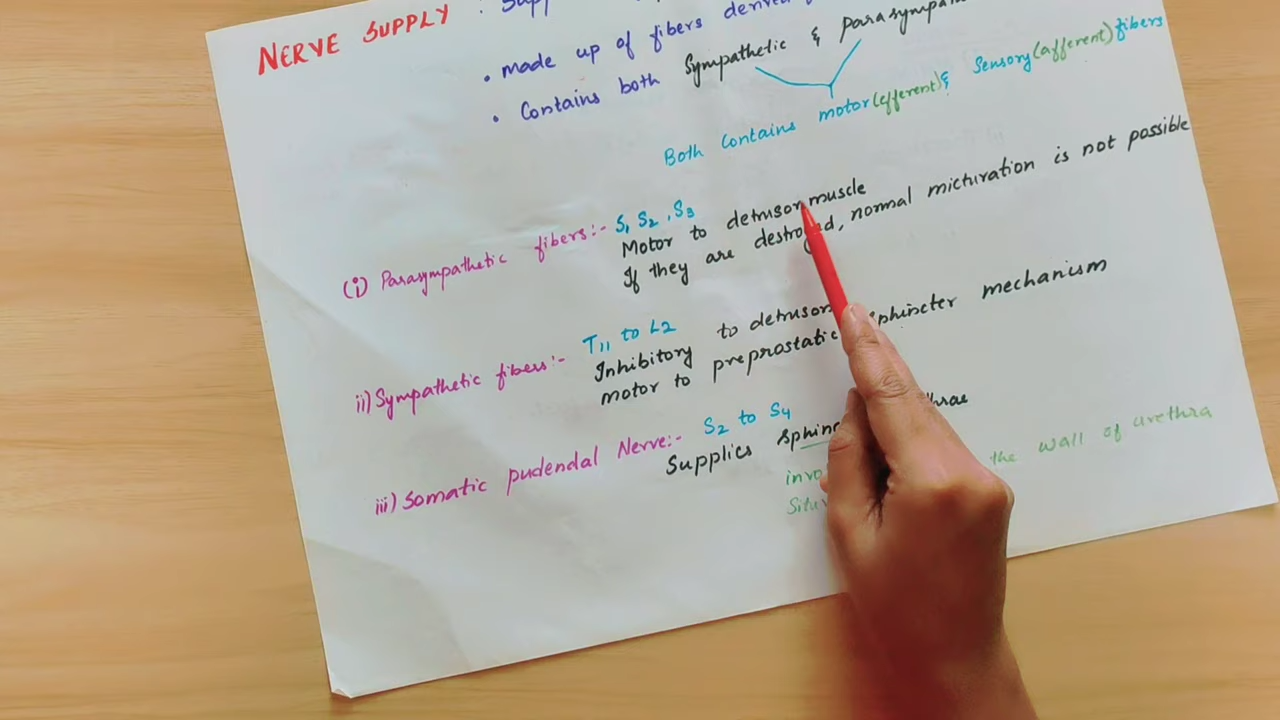 NERVE SUPPLY :
• made up of fibers
• Contains both Sympathetic &
Both contains motor(efferent)& Sensory(afferent)fibers
(i) Parasympathetic fibers:- S1 S2, S3
Motor to detrusor muscle
If they are destroyed, normal micturation is not possible
ii) Sympathetic fibers:- T11 to L2
Inhibitory to detrusor
motor to preprostatic sphincter mechanism
iii) Somatic pudendal Nerve:- S2 to S4
Supplies
the wall of urethra